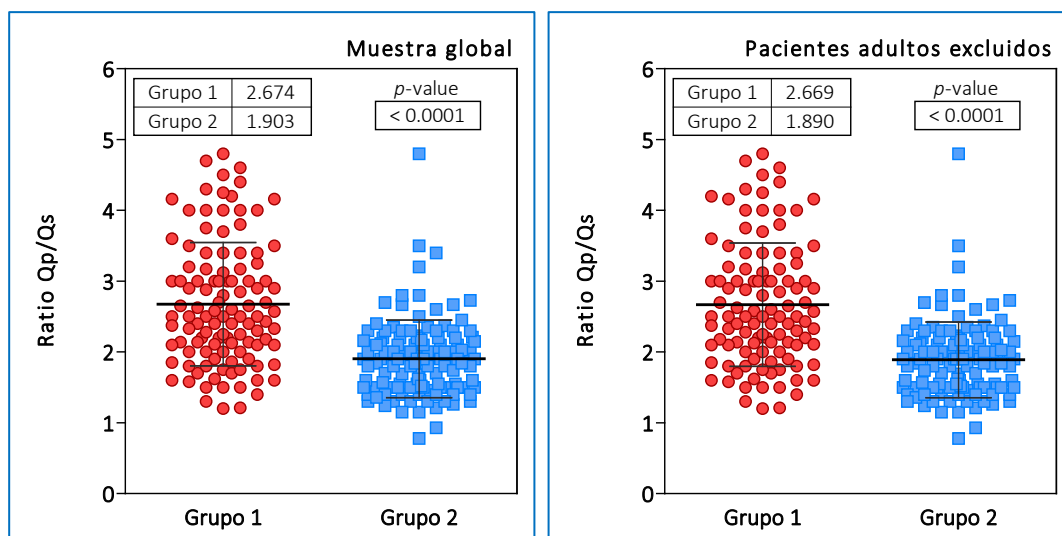 Muestra global
Grupo 1 2.674
Grupo 2 1.903
p-value
< 0.0001
Ratio Qp/Qs
6
5
4
3
2
1
0
Grupo 1 Grupo 2
Pacientes adultos excluidos
Grupo 1 2.669
Grupo 2 1.890
p-value
< 0.0001
Ratio Qp/Qs
6
5
4
3
2
1
0
Grupo 1 Grupo 2